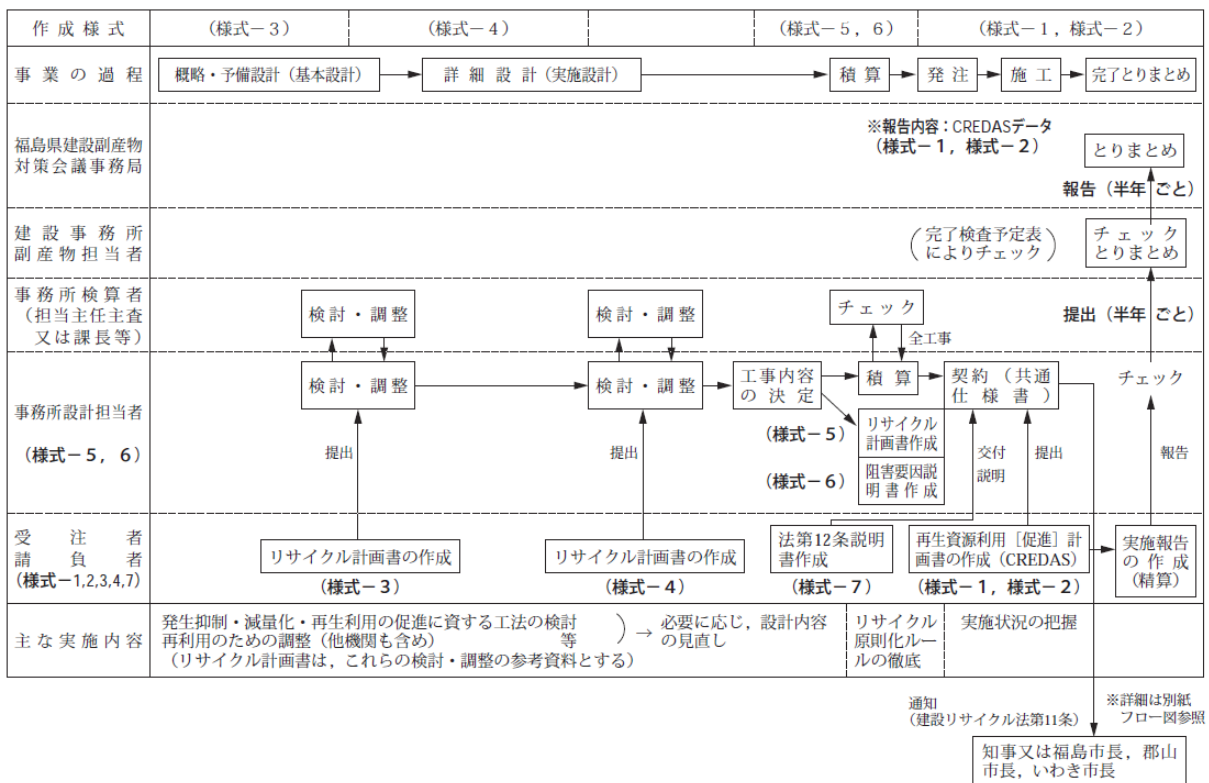 作成様式
(様式－3)
(様式－4)
(様式－5，6)
(様式－1，様式－2)
事業の過程
概略・予備設計（基本設計）
詳細設計（実施設計）
積算
発注
施工
完了とりまとめ
福島県建設副産物
対策会議事務局
※報告内容：CREDASデータ
(様式－1，様式－2)
とりまとめ
報告（半年ごと）
建設事務所
副産物担当者
完了検査予定表
によりチェック
チェック
とりまとめ
事務所検算者
（担当主任主査
又は課長等）
検討・調整
検討・調整
チェック
全工事
提出（半年ごと）
事務所設計担当者
(様式－5，6)
検討・調整
検討・調整
工事内容
の決定
積算
契約（共通
仕様書）
チェック
提出
提出
(様式－5)
リサイクル
計画書作成
(様式－6)
阻害要因説
明書作成
交付
説明
提出
報告
受注者
請負者
(様式－1,2,3,4,7)
リサイクル計画書の作成
(様式－3)
リサイクル計画書の作成
(様式－4)
法第12条説明
書作成
(様式－7)
再生資源利用［促進］計
画書の作成（CREDAS）
(様式－1，様式－2)
実施報告
の作成
（精算）
主な実施内容
発生抑制・減量化・再生利用の促進に資する工法の検討
再利用のための調整（他機関も含め）　等
（リサイクル計画書は，これらの検討・調整の参考資料とする）
→ 必要に応じ，設計内容
の見直し
リサイクル
原則化ルー
ルの徹底
実施状況の把握
通知
（建設リサイクル法第11条）
※詳細は別紙
フロー図参照
知事又は福島市長，郡山
市長，いわき市長